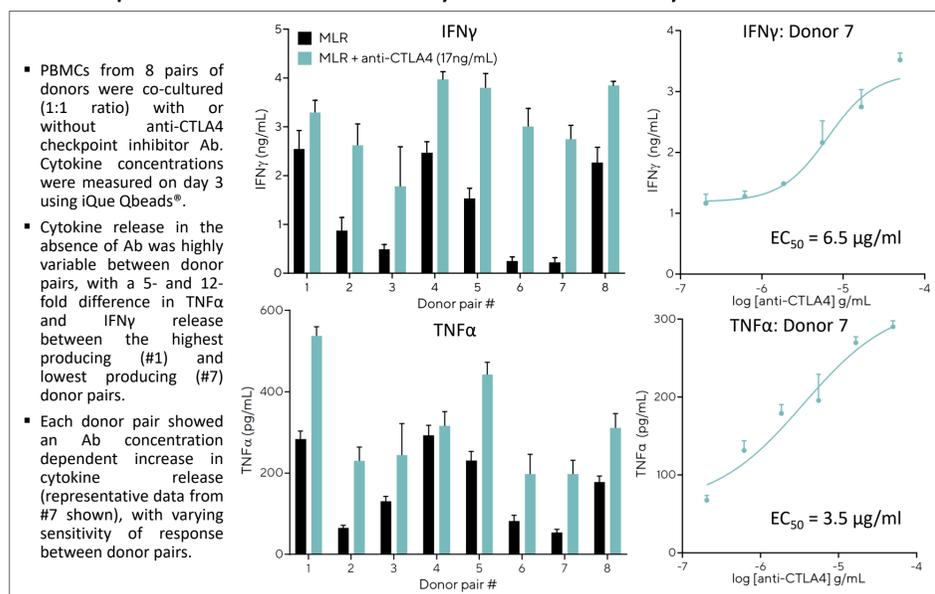 ▪ PBMCs from 8 pairs of
donors were co-cultured
(1:1 ratio) with or
without anti-CTLA4
checkpoint inhibitor Ab.
Cytokine concentrations
were measured on day 3
using iQue Qbeads®.
▪ Cytokine release in the
absence of Ab was highly
variable between donor
pairs, with a 5- and 12-
fold difference in TNFα
and IFNγ release
between the highest
producing (#1) and
lowest producing (#7)
donor pairs.
▪ Each donor pair showed
an Ab concentration
dependent increase in
cytokine release
(representative data from
#7 shown), with varying
sensitivity of response
between donor pairs.
IFNγ
MLR
MLR + anti-CTLA4 (17ng/mL)
IFNγ (ng/mL)
5
4
3
2
1
0
1 2 3 4 5 6 7 8
Donor pair #
IFNγ: Donor 7
IFNγ (ng/mL)
4
3
2
1
0
EC50 = 6.5 µg/ml
-7 -6 -5 -4
log [anti-CTLA4] g/mL
TNFα
TNFα (pg/mL)
600
400
200
0
1 2 3 4 5 6 7 8
Donor pair #
TNFα: Donor 7
TNFα (pg/mL)
300
200
100
0
EC50 = 3.5 µg/ml
-7 -6 -5 -4
log [anti-CTLA4] g/mL